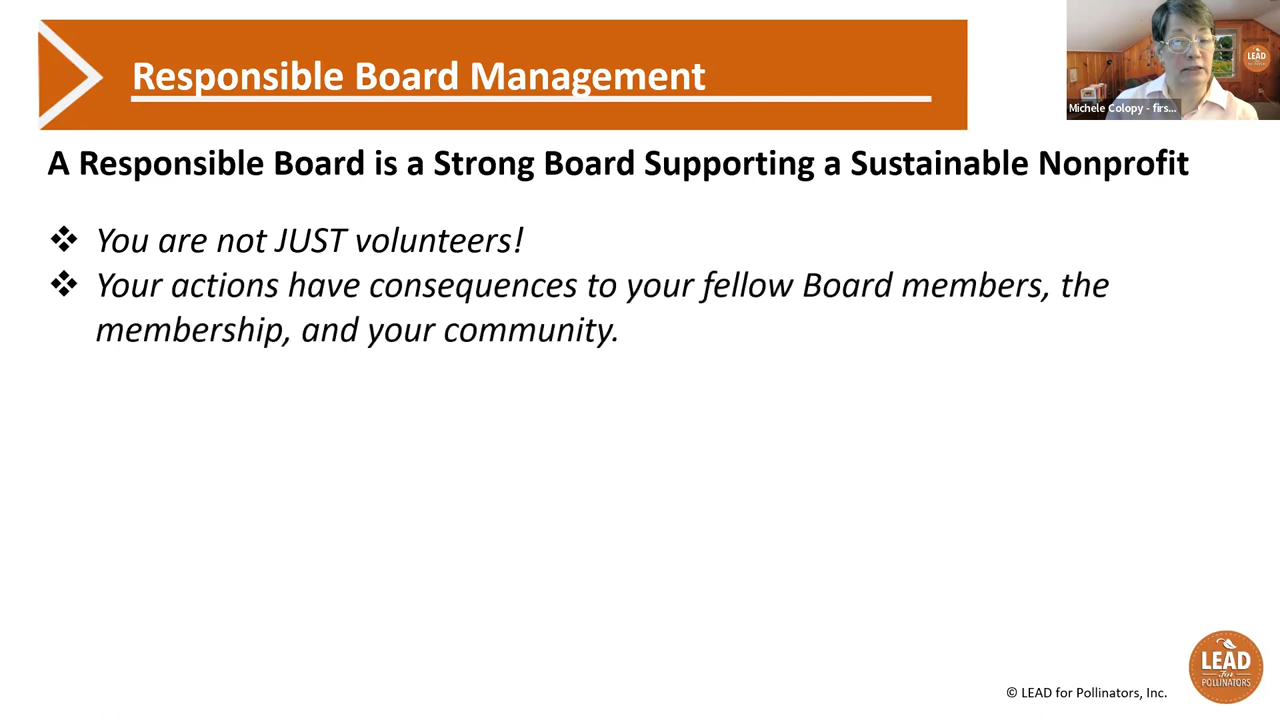 Responsible Board Management
LEAD
Michele Colopy - firs...
A Responsible Board is a Strong Board Supporting a Sustainable Nonprofit
❖ You are not JUST volunteers!
❖ Your actions have consequences to your fellow Board members, the
membership, and your community.
LEAD
for
POLLINATORS
© LEAD for Pollinators, Inc.